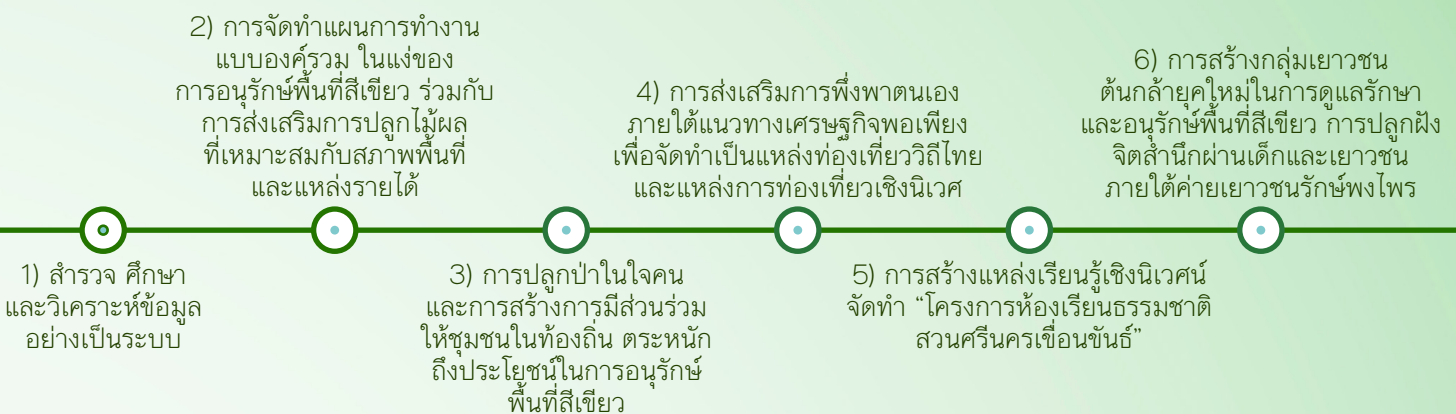 1) สำรวจ ศึกษา
และวิเคราะห์ข้อมูล
อย่างเป็นระบบ
2) การจัดทำแผนการทำงาน
แบบองค์รวม ในแง่ของ
การอนุรักษ์พื้นที่สีเขียว ร่วมกับ
การส่งเสริมการปลูกไม้ผล
ที่เหมาะสมกับสภาพพื้นที่
และแหล่งรายได้
3) การปลูกป่าในใจคน
และการสร้างการมีส่วนร่วม
ให้ชุมชนในท้องถิ่น ตระหนัก
ถึงประโยชน์ในการอนุรักษ์
พื้นที่สีเขียว
4) การส่งเสริมการพึ่งพาตนเอง
ภายใต้แนวทางเศรษฐกิจพอเพียง
เพื่อจัดทำเป็นแหล่งท่องเที่ยววิถีไทย
และแหล่งการท่องเที่ยวเชิงนิเวศ
5) การสร้างแหล่งเรียนรู้เชิงนิเวศน์
จัดทำ “โครงการห้องเรียนธรรมชาติ
สวนศรีนครเขื่อนขันธ์”
6) การสร้างกลุ่มเยาวชน
ต้นกล้ายุคใหม่ในการดูแลรักษา
และอนุรักษ์พื้นที่สีเขียว การปลูกฝัง
จิตสำนึกผ่านเด็กและเยาวชน
ภายใต้ค่ายเยาวชนรักษ์พงไพร